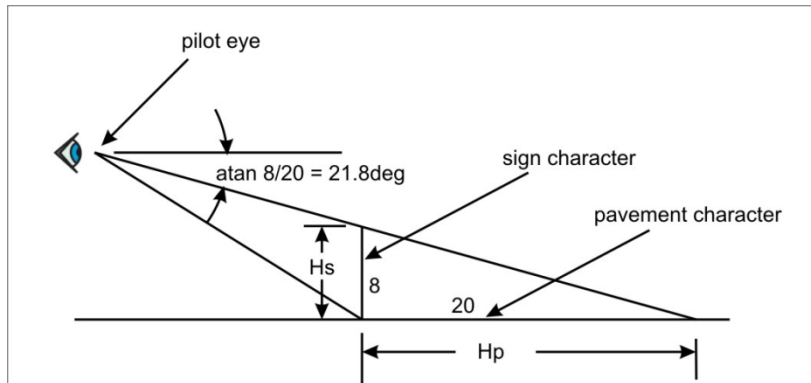 pilot eye
atan 8/20 = 21.8deg
sign character
pavement character
Hs
8
20
Hp